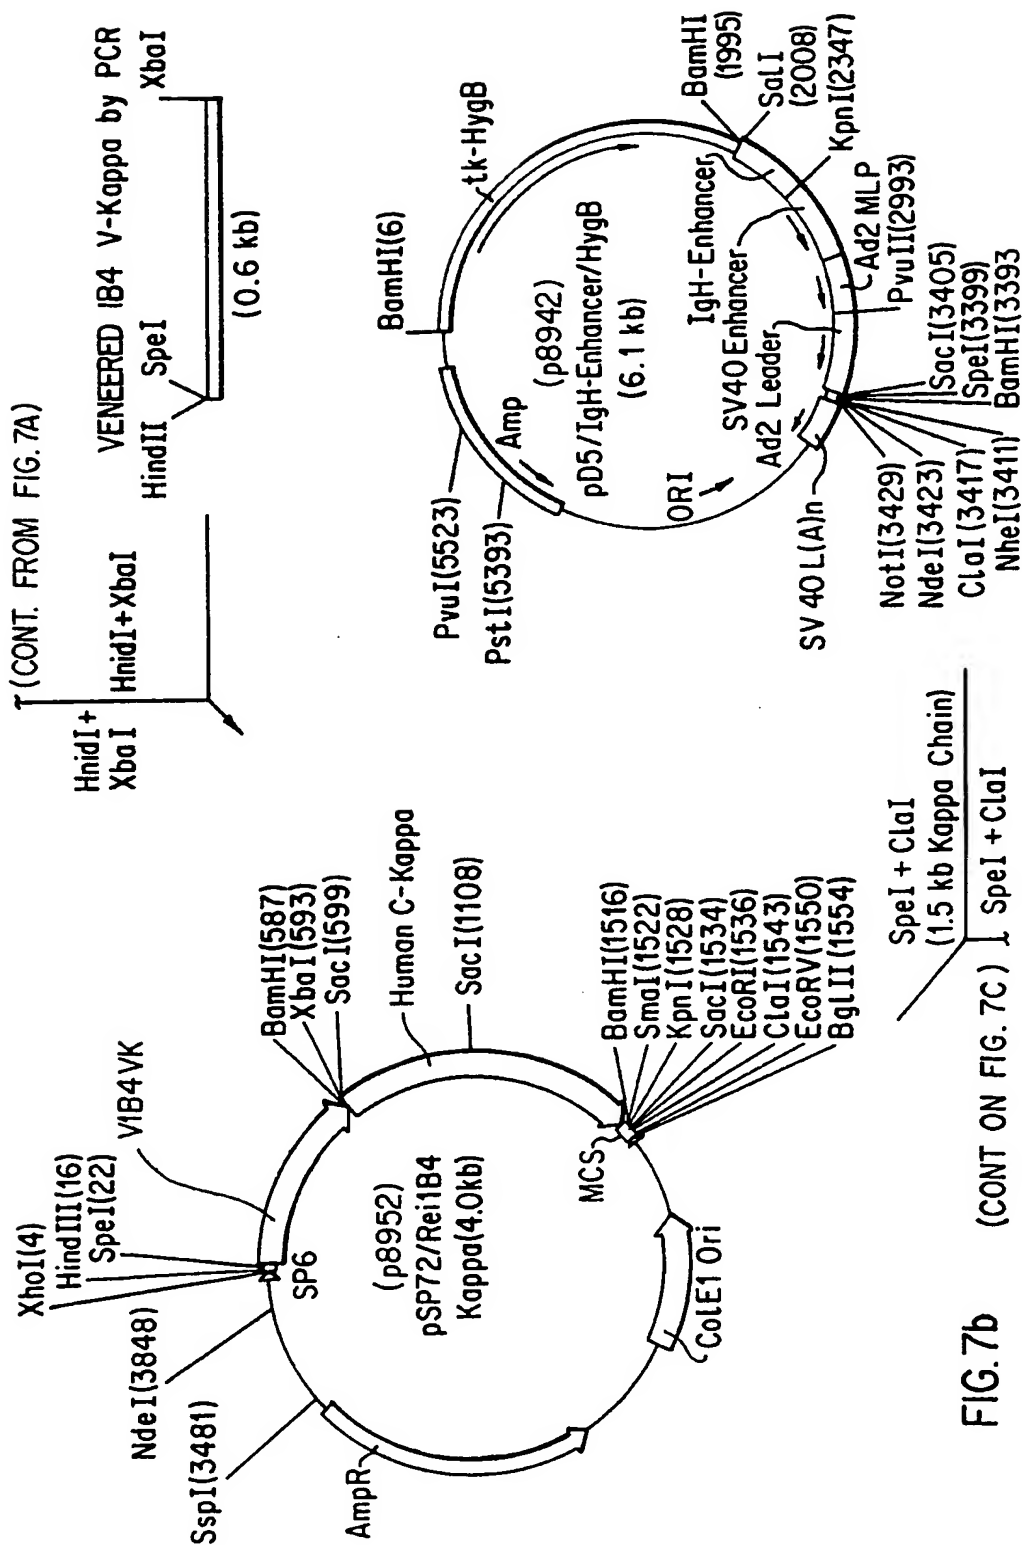 (CONT. FROM FIG. 7A)
HnidI+
XbaI
HnidI+XbaI
HindII
SpeI
VENEERED IB4 V-Kappa by PCR
XbaI
(0.6 kb)
XhoI(4)
HindIII(16)
SpeI(22)
V1B4VK
NdeI(3848)
SspI(3481)
SP6
BamHI(587)
XbaI(593)
SacI(599)
Human C-Kappa
SacI(1108)
(p8952)
pSP72/Rei1B4
Kappa(4.0kb)
AmpR
ColE1 Ori
MCS
BamHI(1516)
SmaI(1522)
KpnI(1528)
SacI(1534)
EcoRI(1536)
ClaI(1543)
EcoRV(1550)
BglII(1554)
BamHI(6)
tk-HygB
PvuI(5523)
PstI(5393)
Amp
(p8942)
pD5/IgH-Enhancer/HygB
(6.1 kb)
BamHI
(1995)
SalI
(2008)
KpnI(2347)
IgH-Enhancer
SV40 Enhancer
Ad2 Leader
Ad2 MLP
PvuII(2993)
ORI
SV 40 L(A)n
SacI(3405)
SpeI(3399)
BamHI(3393
NotI(3429)
NdeI(3423)
ClaI(3417)
NheI(3411)
SpeI + ClaI
(1.5 kb Kappa Chain)
SpeI + ClaI
(CONT ON FIG. 7C)
FIG.7b